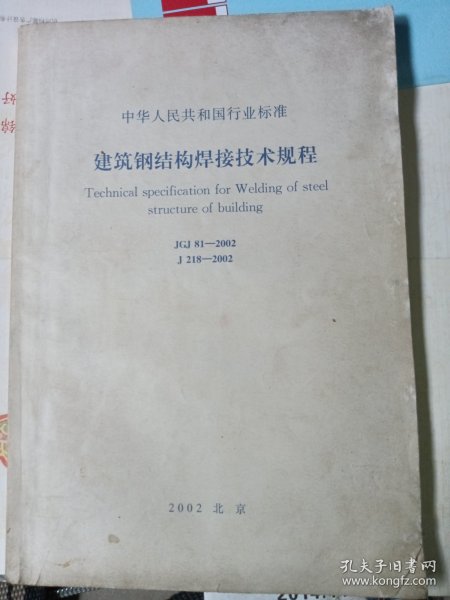 中华人民共和国行业标准
建筑钢结构焊接技术规程
Technical specification for Welding of steel
structure of building
JGJ 81—2002
J 218—2002
2002 北 京
孔夫子旧书网
www.kongfz.com